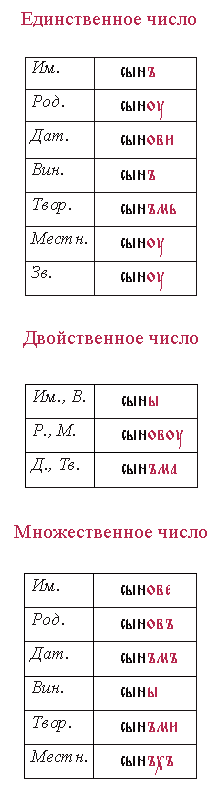 Единственное число
Им. сынъ
Род. сыноу
Дат. сынови
Вин. сынъ
Твор. сынъмь
Местн. сыноу
Зв. сыноу
Двойственное число
Им., В. сыны
Р., М. сыновоу
Д., Тв. сынъма
Множественное число
Им. сынове
Род. сыновъ
Дат. сынъмъ
Вин. сыны
Твор. сынъми
Местн. сынъхъ